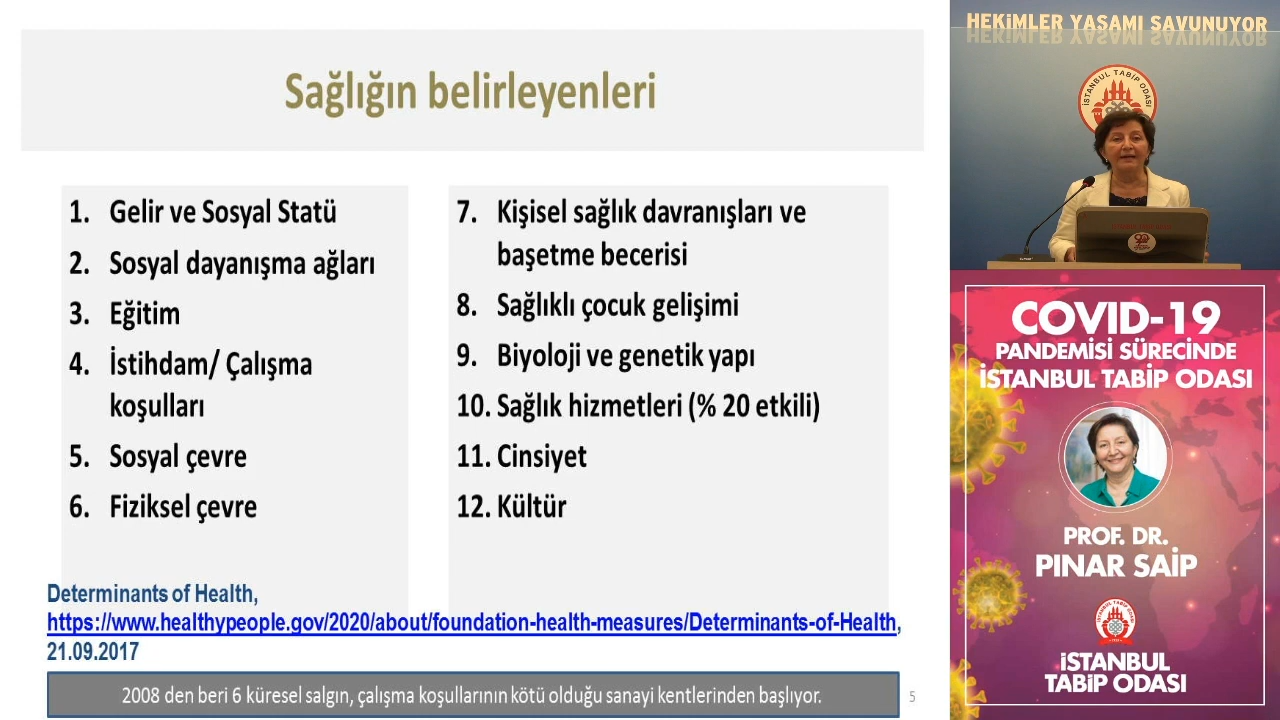 Sağlığın belirleyenleri
1. Gelir ve Sosyal Statü
2. Sosyal dayanışma ağları
3. Eğitim
4. İstihdam/ Çalışma
koşulları
5. Sosyal çevre
6. Fiziksel çevre
7. Kişisel sağlık davranışları ve
başetme becerisi
8. Sağlıklı çocuk gelişimi
9. Biyoloji ve genetik yapı
10. Sağlık hizmetleri (% 20 etkili)
11. Cinsiyet
12. Kültür
Determinants of Health,
https://www.healthypeople.gov/2020/about/foundation-health-measures/Determinants-of-Health,
21.09.2017
2008 den beri 6 küresel salgın, çalışma koşullarının kötü olduğu sanayi kentlerinden başlıyor.
5
HEKİMLER YAŞAMI SAVUNUYOR
İSTANBUL TABİP ODASI
COVID-19
PANDEMİSİ SÜRECİNDE
İSTANBUL TABİP ODASI
PROF. DR.
PINAR SAİP
İSTANBUL
TABİP ODASI